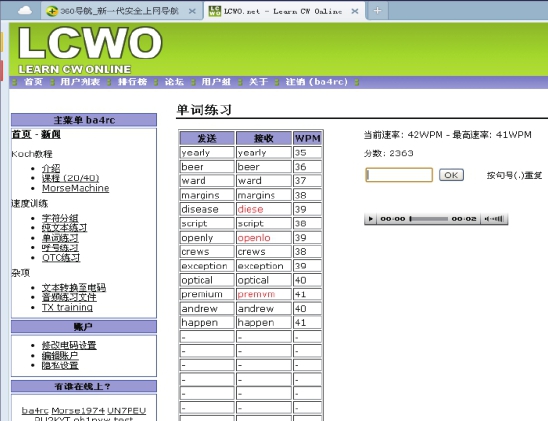 360导航_新一代安全上网导航
LCWO.net - Learn CW Online
LCWO
LEARN CW ONLINE
首页 用户列表 排行榜 论坛 用户组 关于 注销 (ba4rc)
主菜单 ba4rc
首页 - 新闻
Koch教程
介绍
课程 (20/40)
MorseMachine
速度训练
字符分组
纯文本练习
单词练习
呼号练习
QTC练习
杂项
文本转换至电码
音频练习文件
TX training
账户
修改电码设置
编辑账户
隐私设置
有谁在线上?
ba4rc Morse1974 UN7PEU
单词练习
发送 接收 WPM
yearly yearly 35
beer beer 36
ward ward 37
margins margins 38
disease diese 39
script script 38
openly openlo 39
crews crews 38
exception exception 39
optical optical 40
premium premvm 41
andrew andrew 40
happen happen 41
- -
- -
- -
- -
- -
- -
- -
当前速率: 42WPM - 最高速率: 41WPM
分数: 2363
OK 按句号(.)重复
00:00 00:02